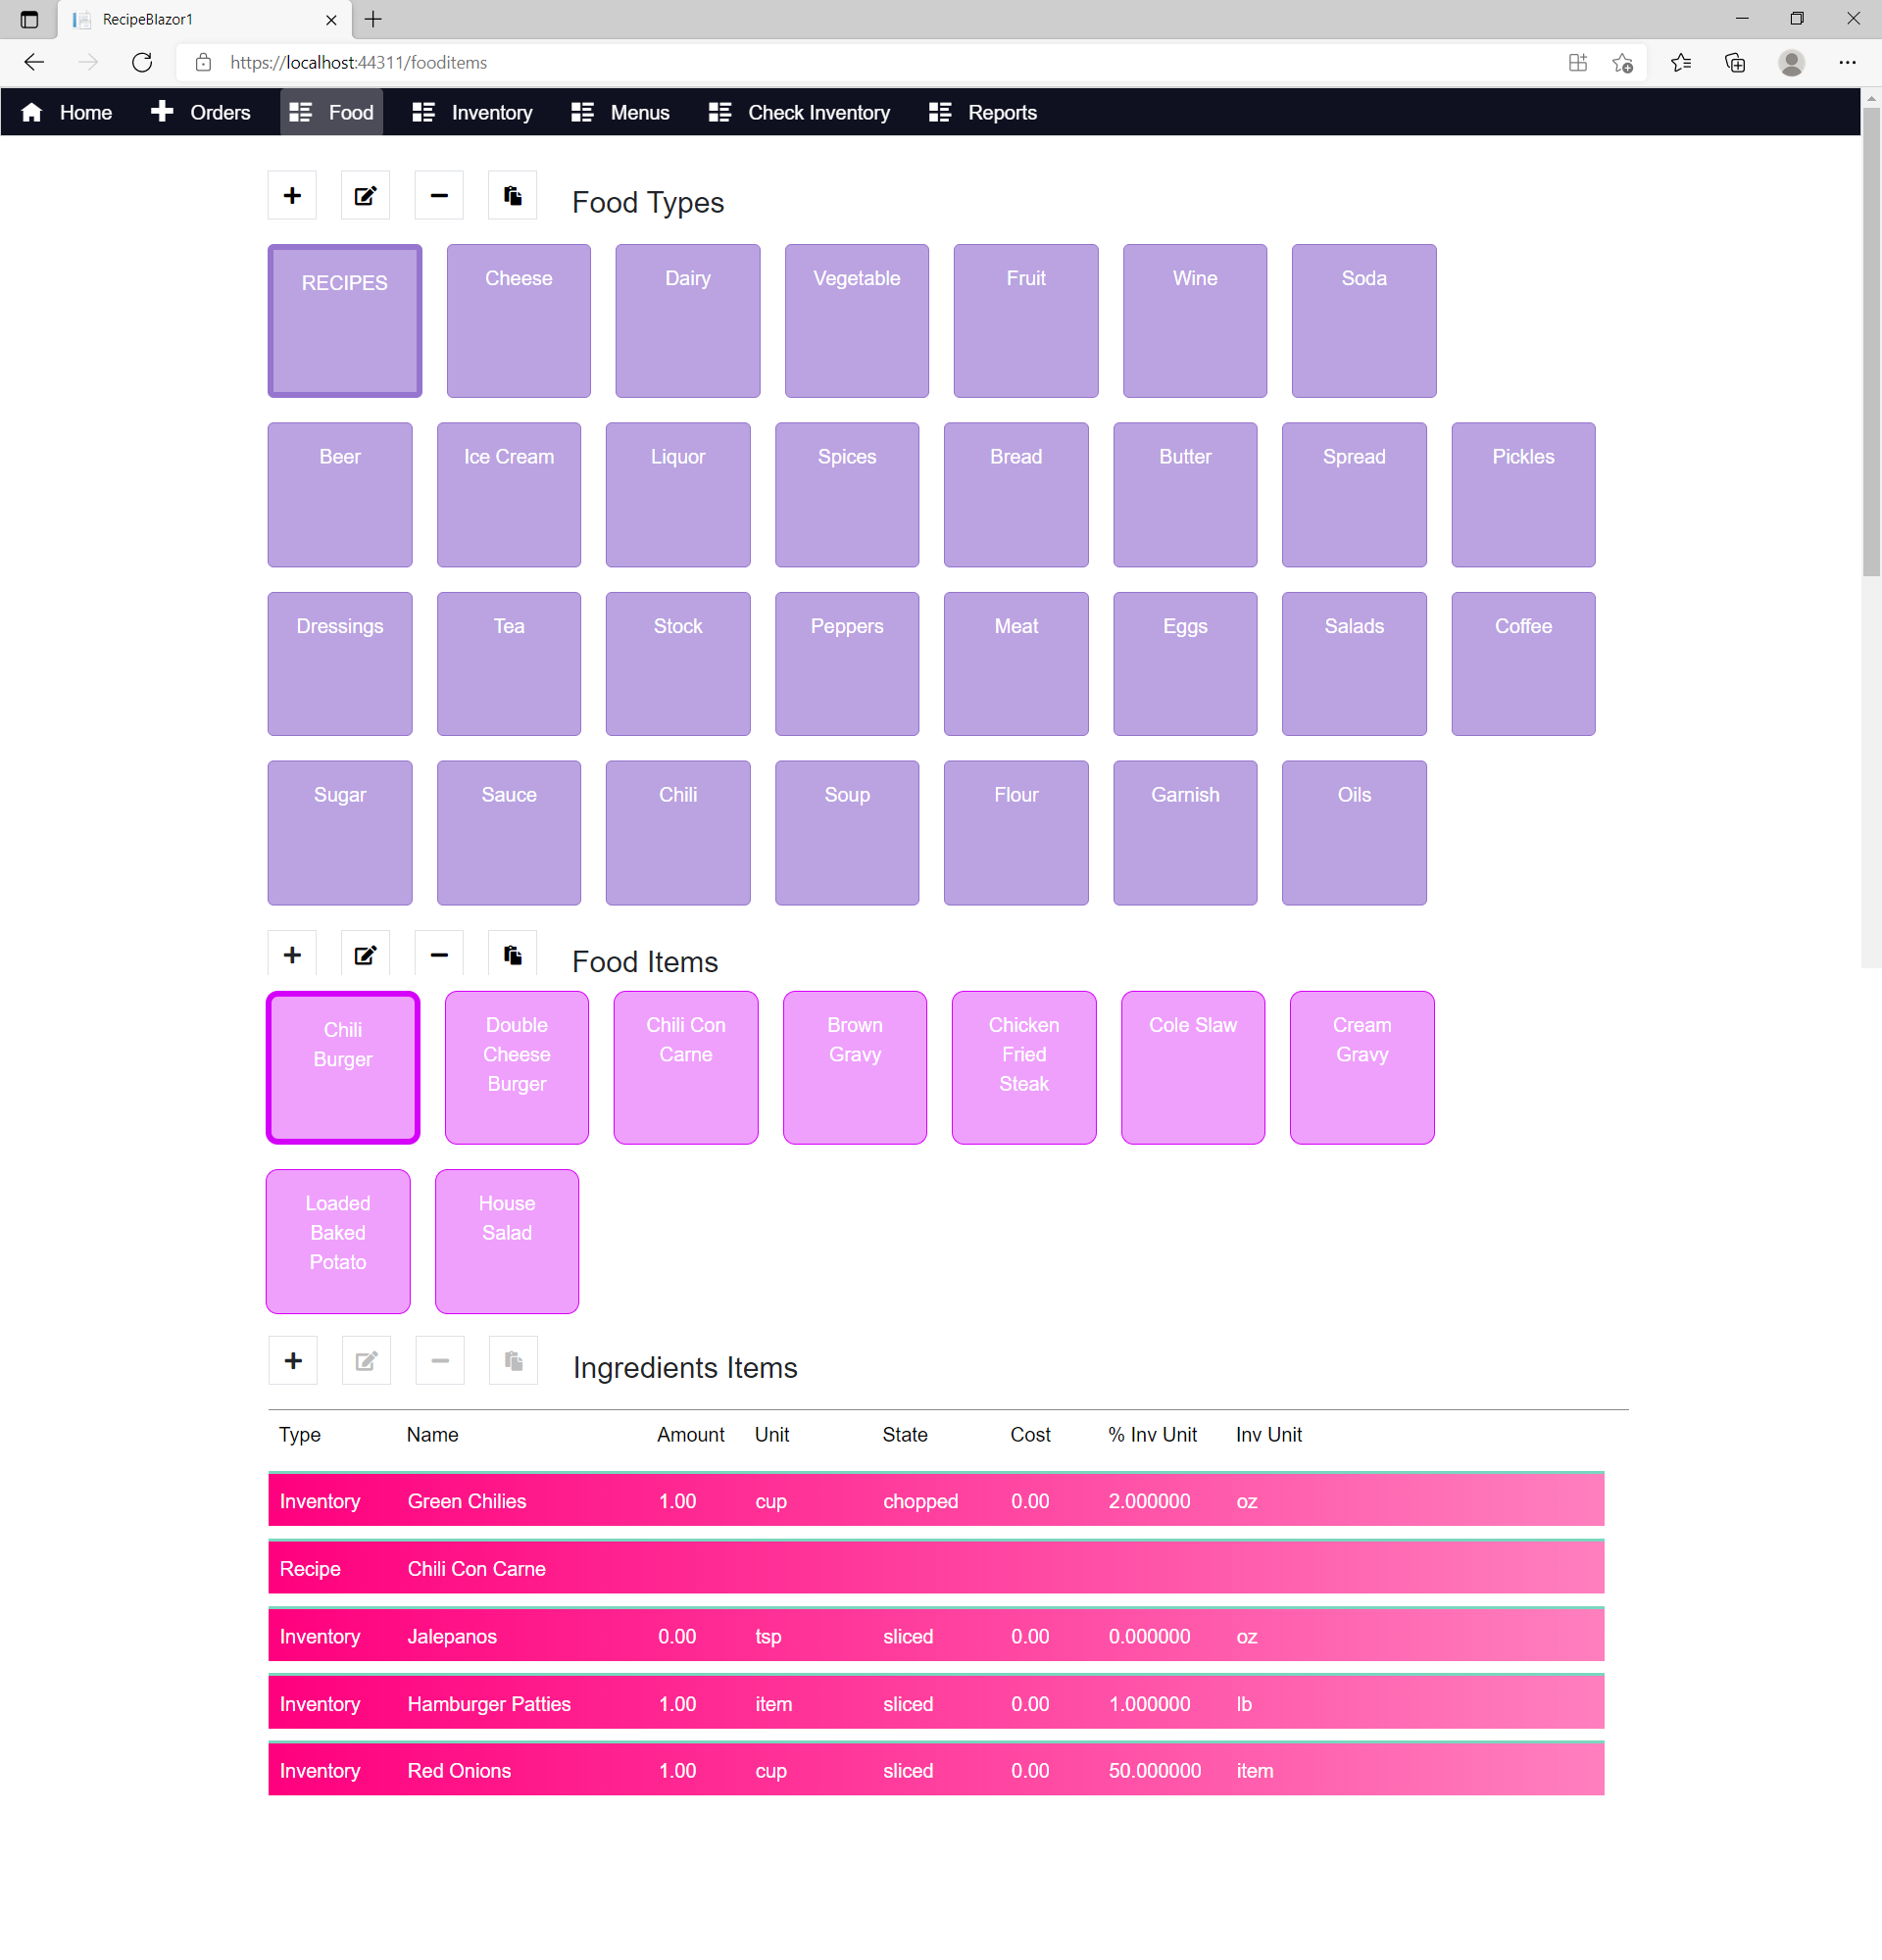 RecipeBlazor1
https://localhost:44311/fooditems
Home Orders Food Inventory Menus Check Inventory Reports
Food Types
RECIPES Cheese Dairy Vegetable Fruit Wine Soda
Beer Ice Cream Liquor Spices Bread Butter Spread Pickles
Dressings Tea Stock Peppers Meat Eggs Salads Coffee
Sugar Sauce Chili Soup Flour Garnish Oils
Food Items
Chili
Burger
Double
Cheese
Burger
Chili Con
Carne
Brown
Gravy
Chicken
Fried
Steak
Cole Slaw
Cream
Gravy
Loaded
Baked
Potato
House
Salad
Ingredients Items
Type Name Amount Unit State Cost % Inv Unit Inv Unit
Inventory Green Chilies 1.00 cup chopped 0.00 2.000000 oz
Recipe Chili Con Carne
Inventory Jalepanos 0.00 tsp sliced 0.00 0.000000 oz
Inventory Hamburger Patties 1.00 item sliced 0.00 1.000000 lb
Inventory Red Onions 1.00 cup sliced 0.00 50.000000 item